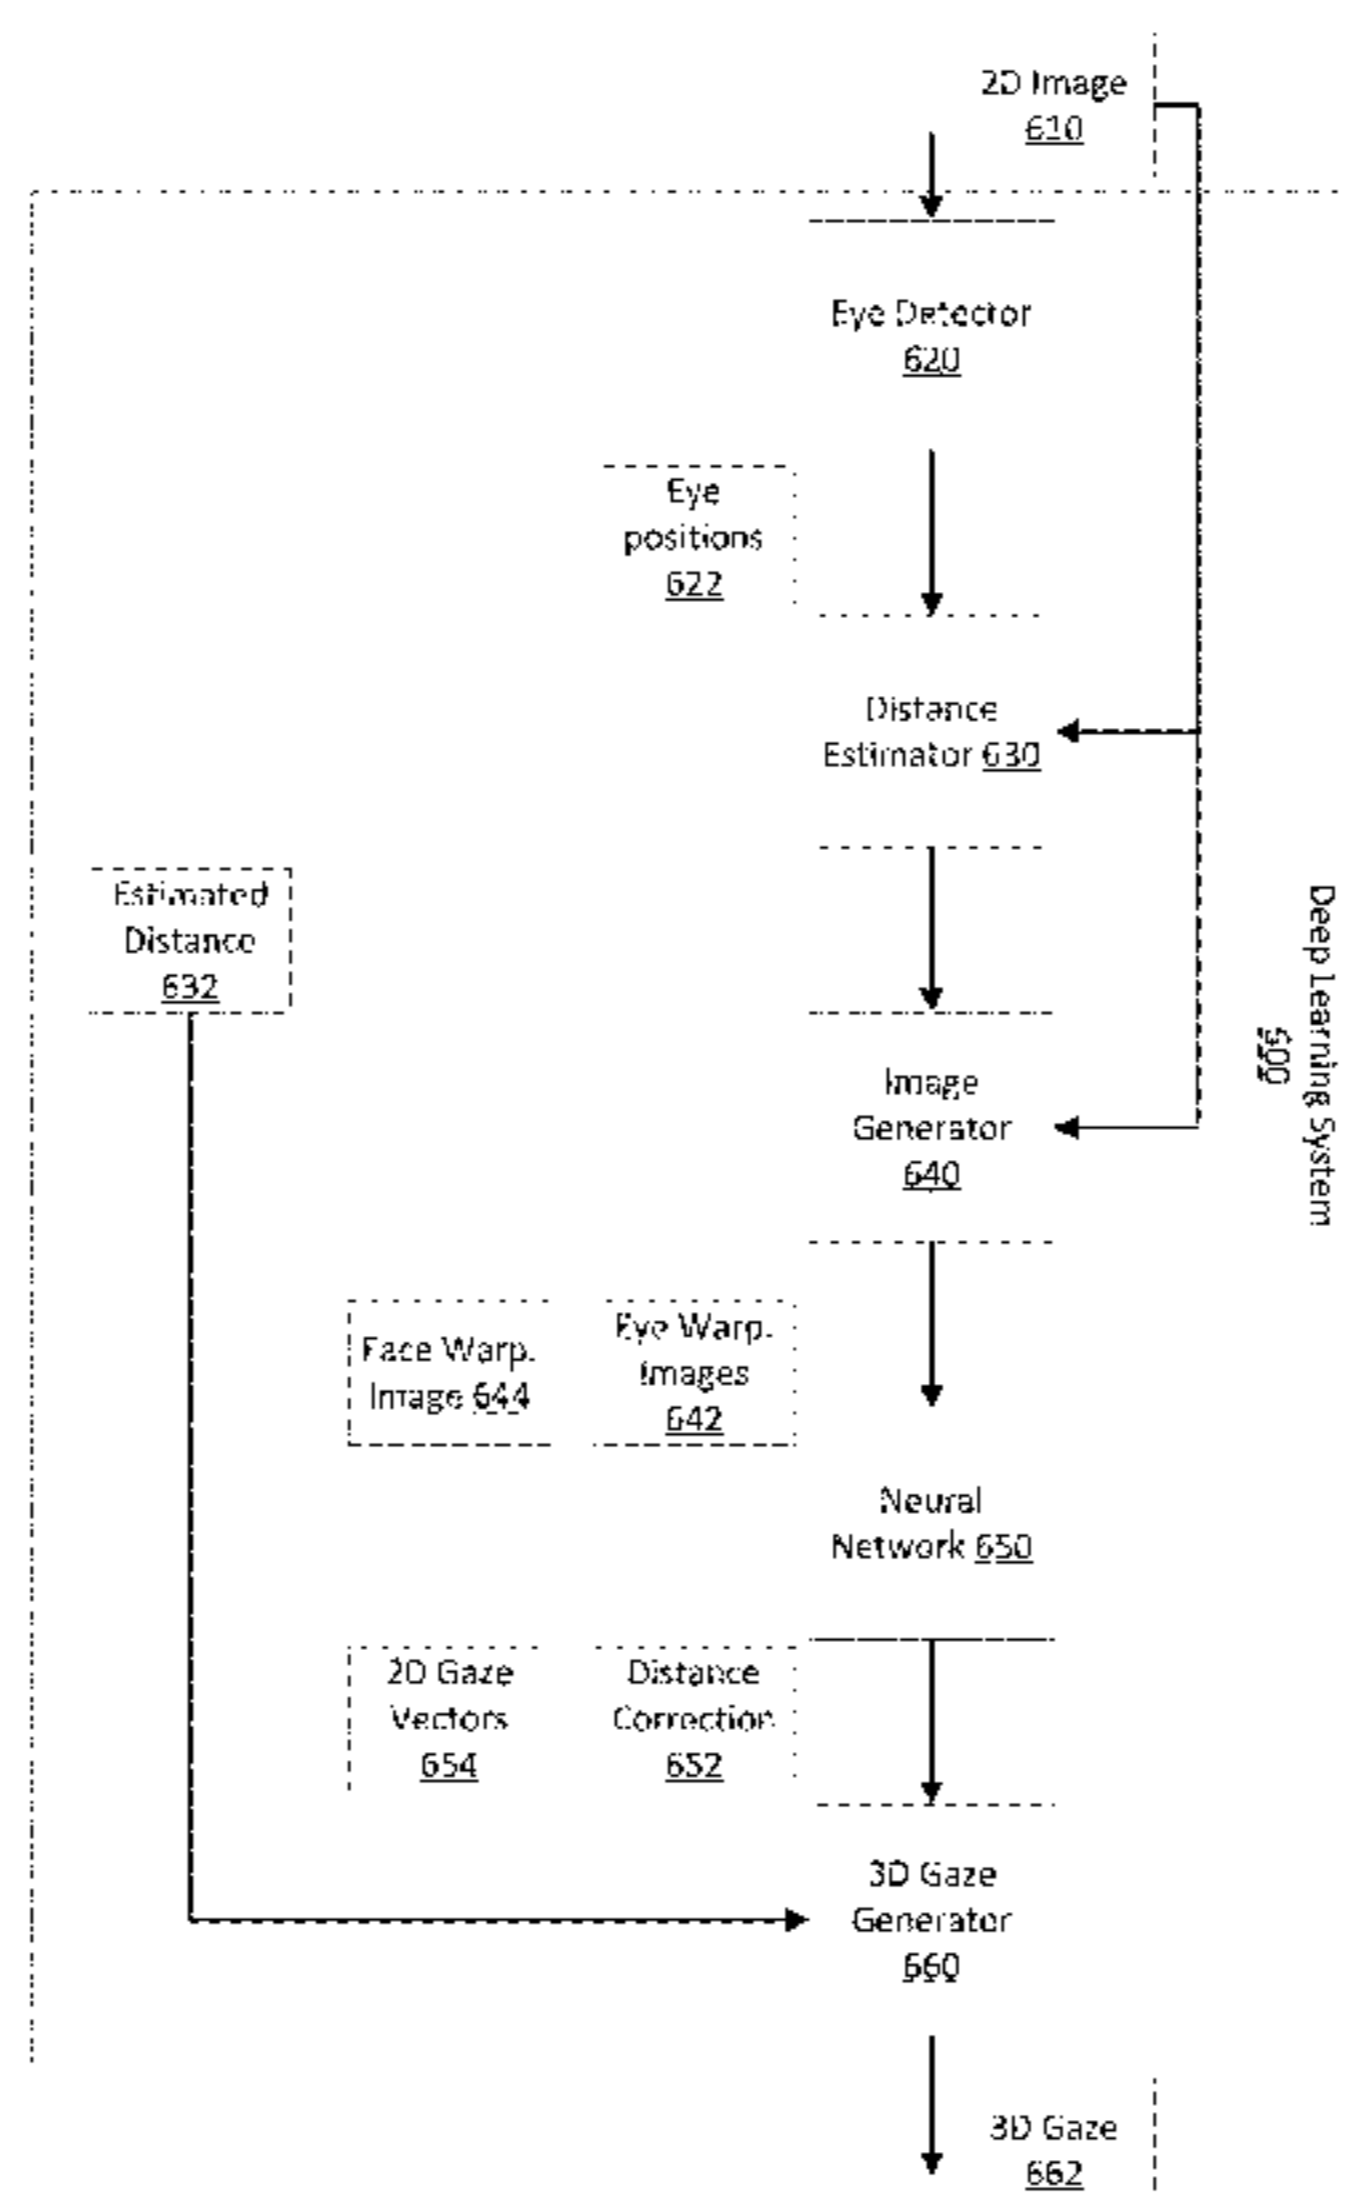 2D Image
610
Eye Detector
620
Eye
positions
622
Distance
Estimator 630
Estimated
Distance
632
Deep Learning System
600
Image
Generator
640
Face Warp.
Image 644
Eye Warp.
Images
642
Neural
Network 650
2D Gaze
Vectors
654
Distance
Correction
652
3D Gaze
Generator
660
3D Gaze
662